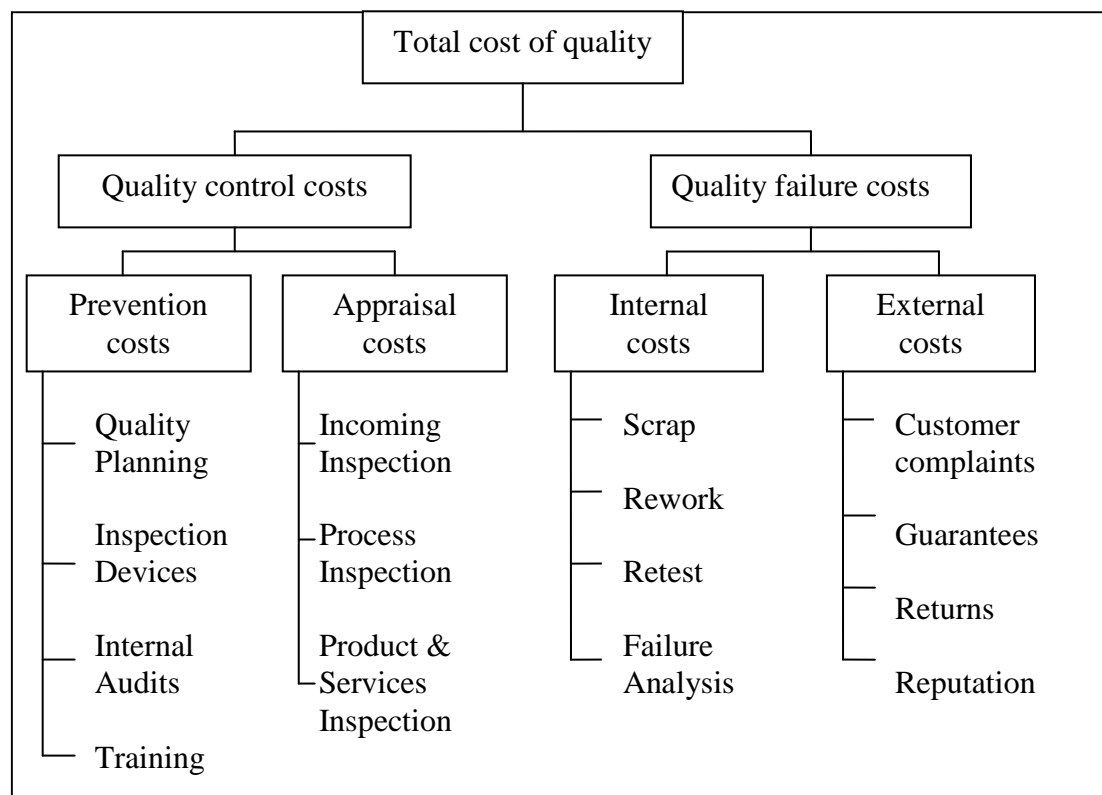 Total cost of quality
Quality control costs
Quality failure costs
Prevention
costs
Appraisal
costs
Internal
costs
External
costs
Quality
Planning
Inspection
Devices
Internal
Audits
Training
Incoming
Inspection
Process
Inspection
Product &
Services
Inspection
Scrap
Rework
Retest
Failure
Analysis
Customer
complaints
Guarantees
Returns
Reputation